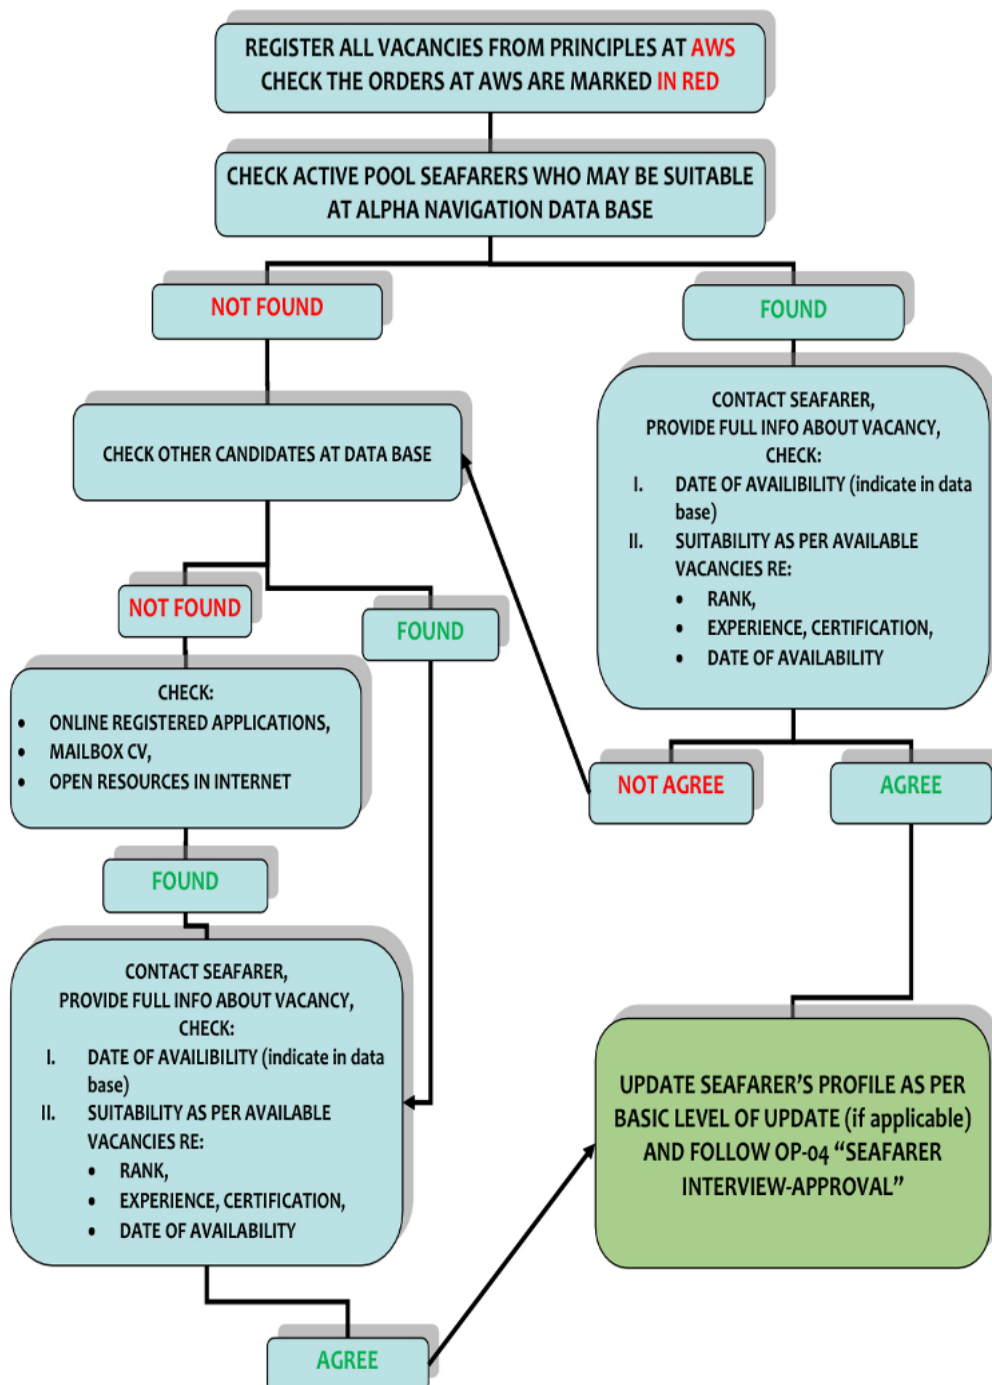 REGISTER ALL VACANCIES FROM PRINCIPLES AT AWS
CHECK THE ORDERS AT AWS ARE MARKED IN RED
CHECK ACTIVE POOL SEAFARERS WHO MAY BE SUITABLE
AT ALPHA NAVIGATION DATA BASE
NOT FOUND
FOUND
CONTACT SEAFARER,
PROVIDE FULL INFO ABOUT VACANCY,
CHECK:
I. DATE OF AVAILIBILITY (indicate in data
base)
II. SUITABILITY AS PER AVAILABLE
VACANCIES RE:
• RANK,
• EXPERIENCE, CERTIFICATION,
• DATE OF AVAILABILITY
CHECK OTHER CANDIDATES AT DATA BASE
NOT FOUND
FOUND
CHECK:
• ONLINE REGISTERED APPLICATIONS,
• MAILBOX CV,
• OPEN RESOURCES IN INTERNET
NOT AGREE
AGREE
FOUND
CONTACT SEAFARER,
PROVIDE FULL INFO ABOUT VACANCY,
CHECK:
I. DATE OF AVAILIBILITY (indicate in data
base)
II. SUITABILITY AS PER AVAILABLE
VACANCIES RE:
• RANK,
• EXPERIENCE, CERTIFICATION,
• DATE OF AVAILABILITY
UPDATE SEAFARER’S PROFILE AS PER
BASIC LEVEL OF UPDATE (if applicable)
AND FOLLOW OP-04 “SEAFARER
INTERVIEW-APPROVAL”
AGREE